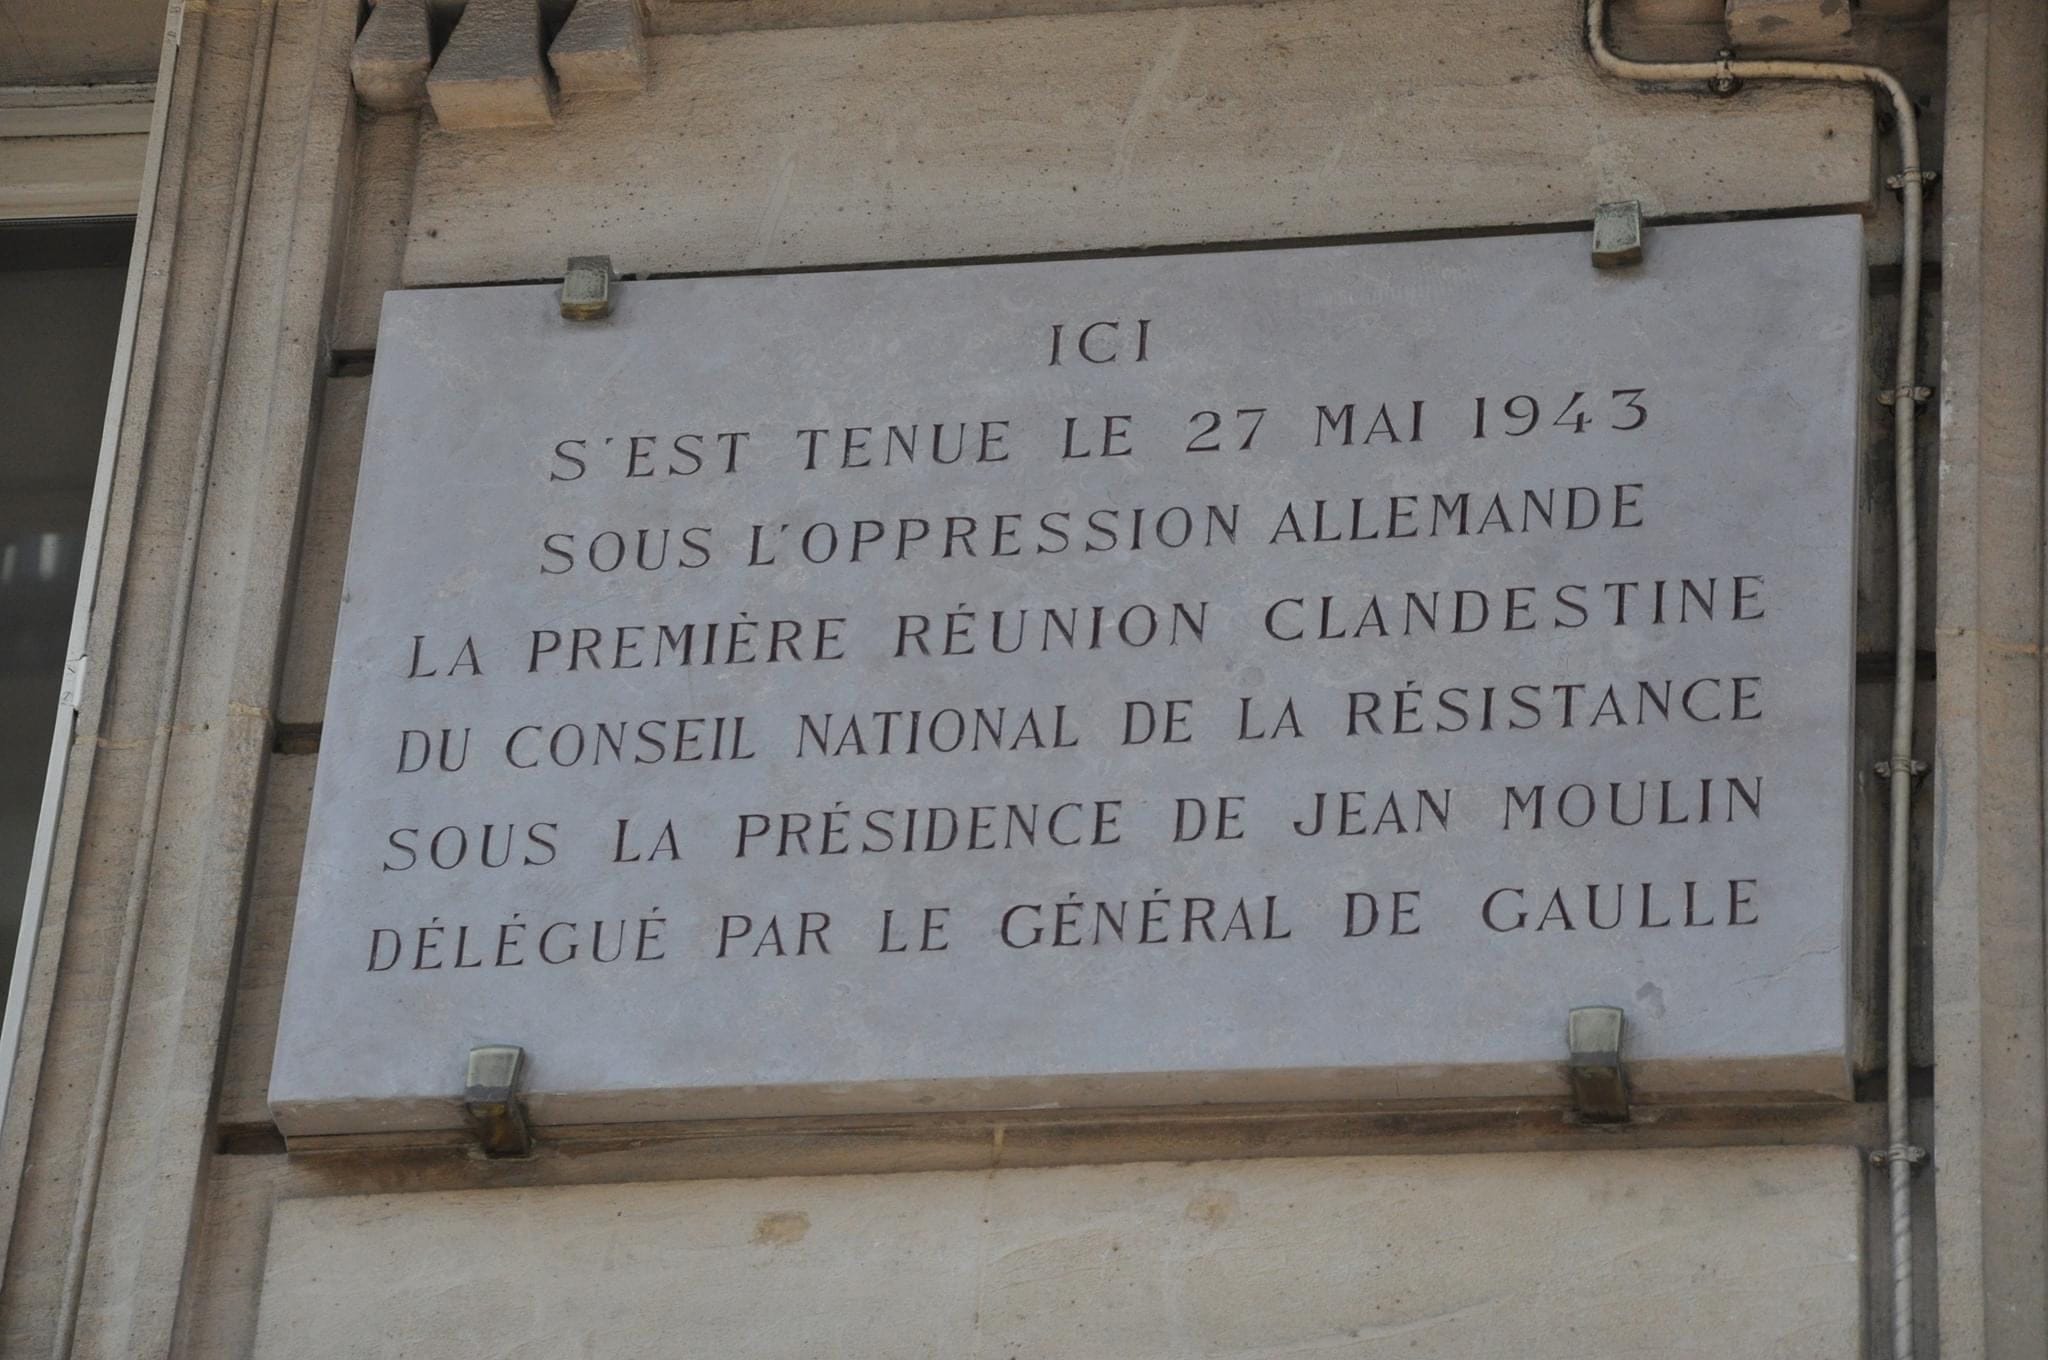 ICI
S'EST TENUE LE 27 MAI 1943
SOUS L'OPPRESSION ALLEMANDE
LA PREMIÈRE RÉUNION CLANDESTINE
DU CONSEIL NATIONAL DE LA RÉSISTANCE
SOUS LA PRÉSIDENCE DE JEAN MOULIN
DÉLÉGUÉ PAR LE GÉNÉRAL DE GAULLE